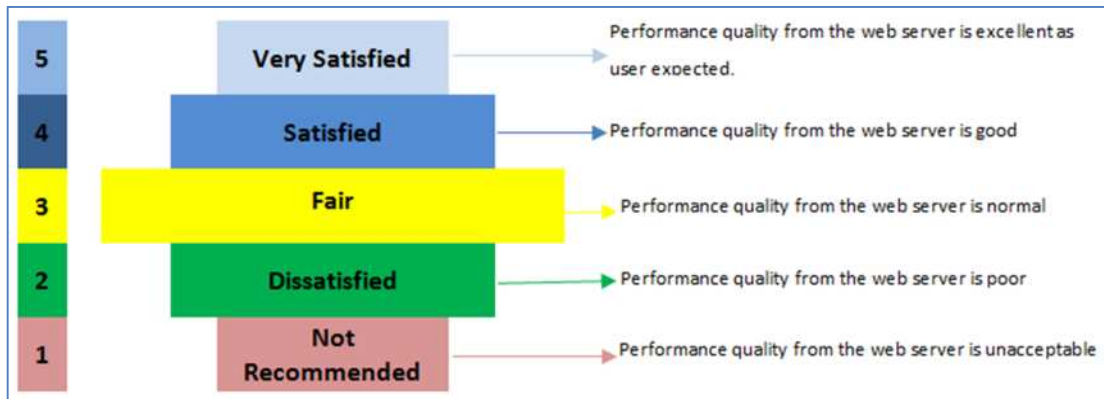 5
Very Satisfied
Performance quality from the web server is excellent as
user expected.
4
Satisfied
Performance quality from the web server is good
3
Fair
Performance quality from the web server is normal
2
Dissatisfied
Performance quality from the web server is poor
1
Not
Recommended
Performance quality from the web server is unacceptable